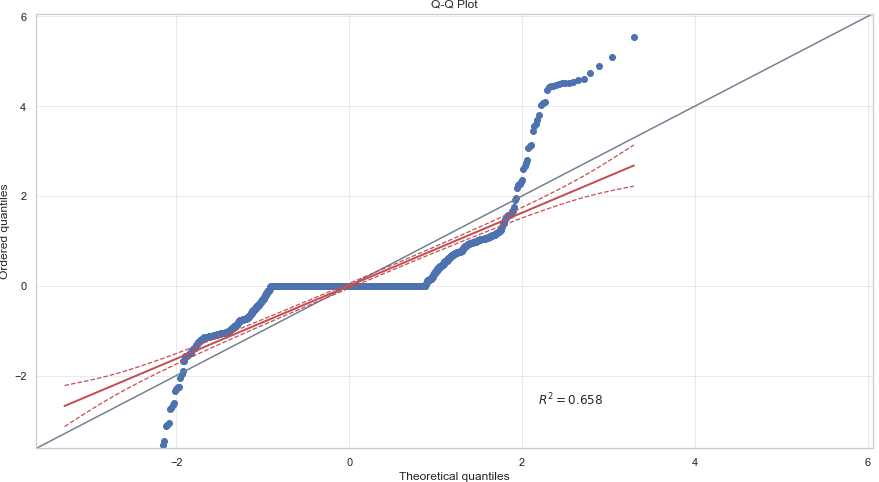 Q-Q Plot
6
4
2
0
−2
Ordered quantiles
R² = 0.658
−2 0 2 4 6
Theoretical quantiles